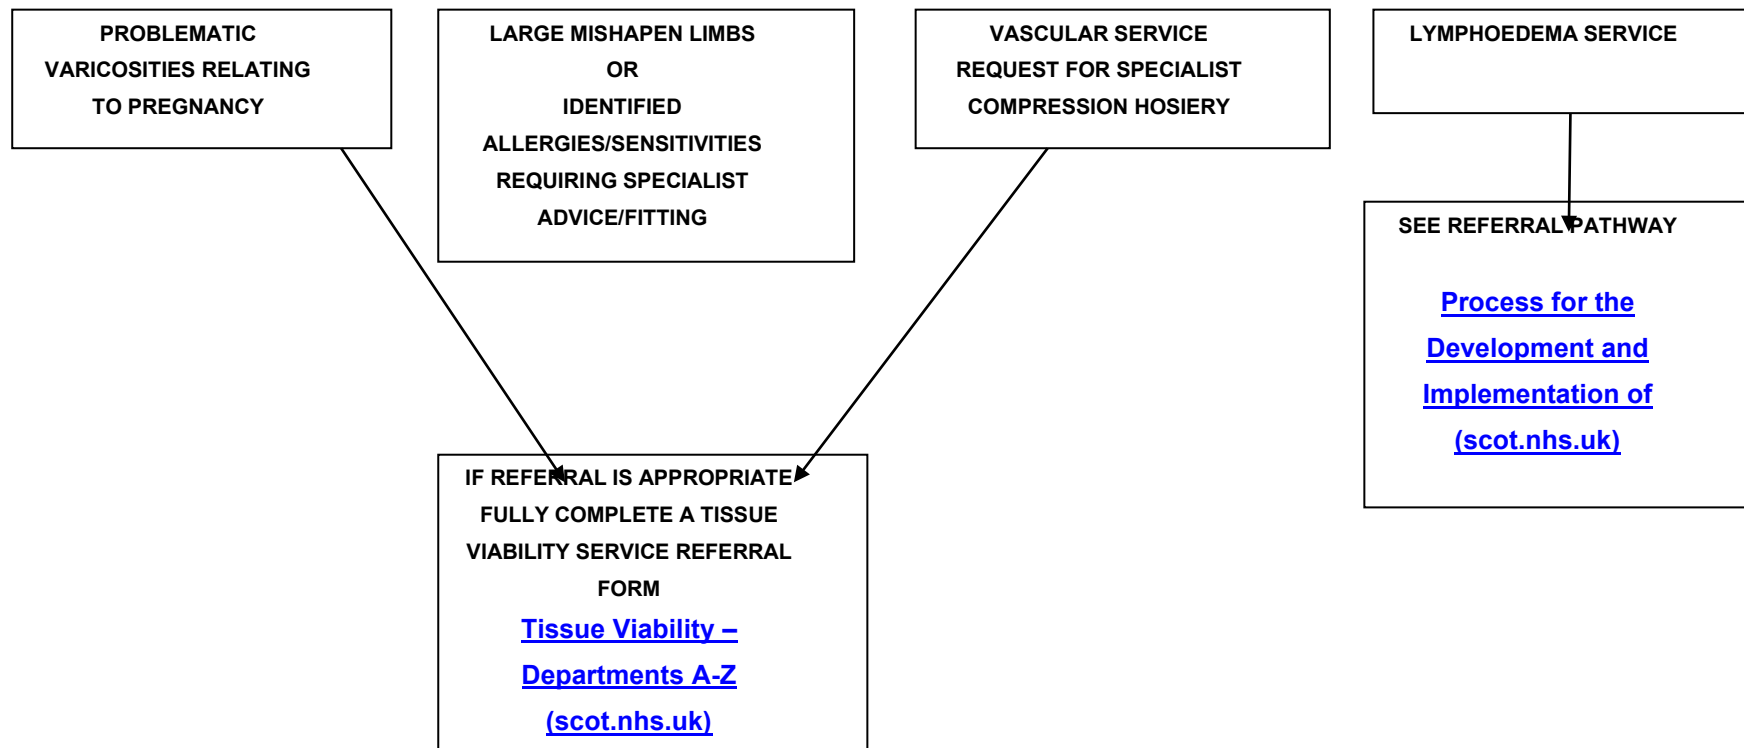 PROBLEMATIC
VARICOSITIES RELATING
TO PREGNANCY
LARGE MISHAPEN LIMBS
OR
IDENTIFIED
ALLERGIES/SENSITIVITIES
REQUIRING SPECIALIST
ADVICE/FITTING
VASCULAR SERVICE
REQUEST FOR SPECIALIST
COMPRESSION HOSIERY
LYMPHOEDEMA SERVICE
SEE REFERRAL PATHWAY
Process for the
Development and
Implementation of
(scot.nhs.uk)
IF REFERRAL IS APPROPRIATE
FULLY COMPLETE A TISSUE
VIABILITY SERVICE REFERRAL
FORM
Tissue Viability –
Departments A-Z
(scot.nhs.uk)